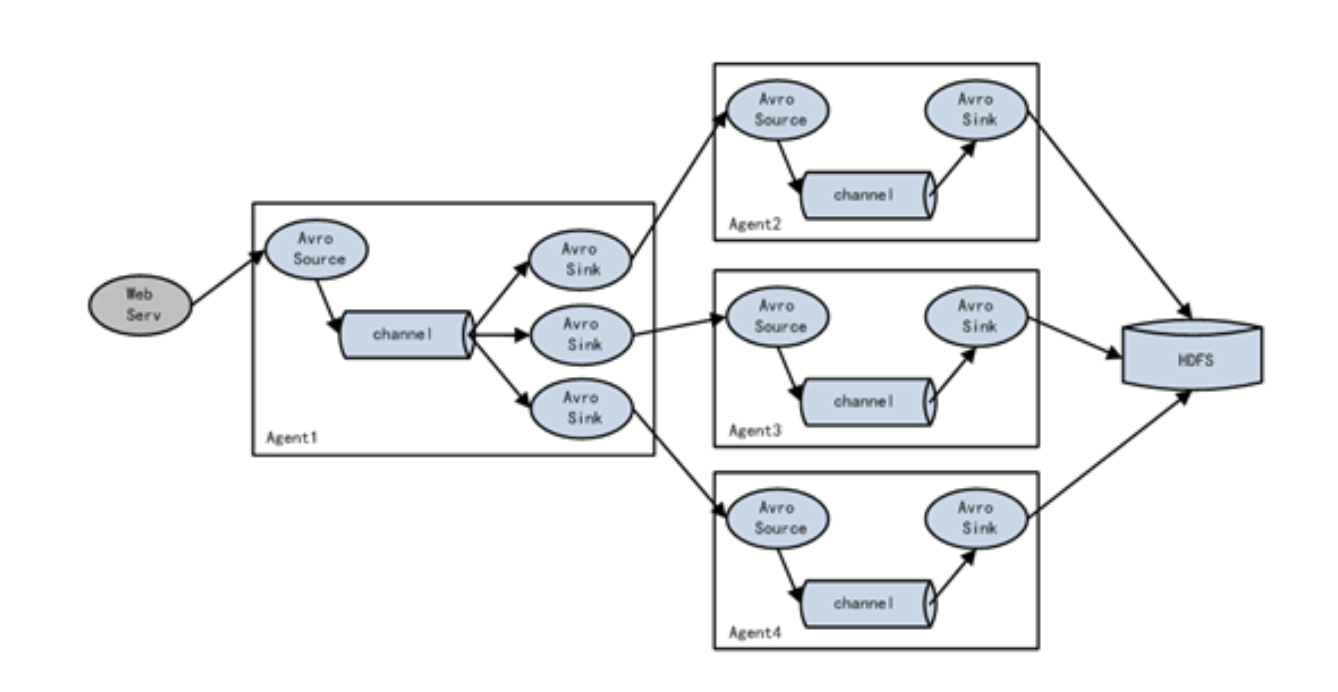 Web
Serv
Avro
Source
channel
Avro
Sink
Avro
Sink
Avro
Sink
Agent1
Avro
Source
channel
Avro
Sink
Agent2
Avro
Source
channel
Avro
Sink
Agent3
Avro
Source
channel
Avro
Sink
Agent4
HDFS